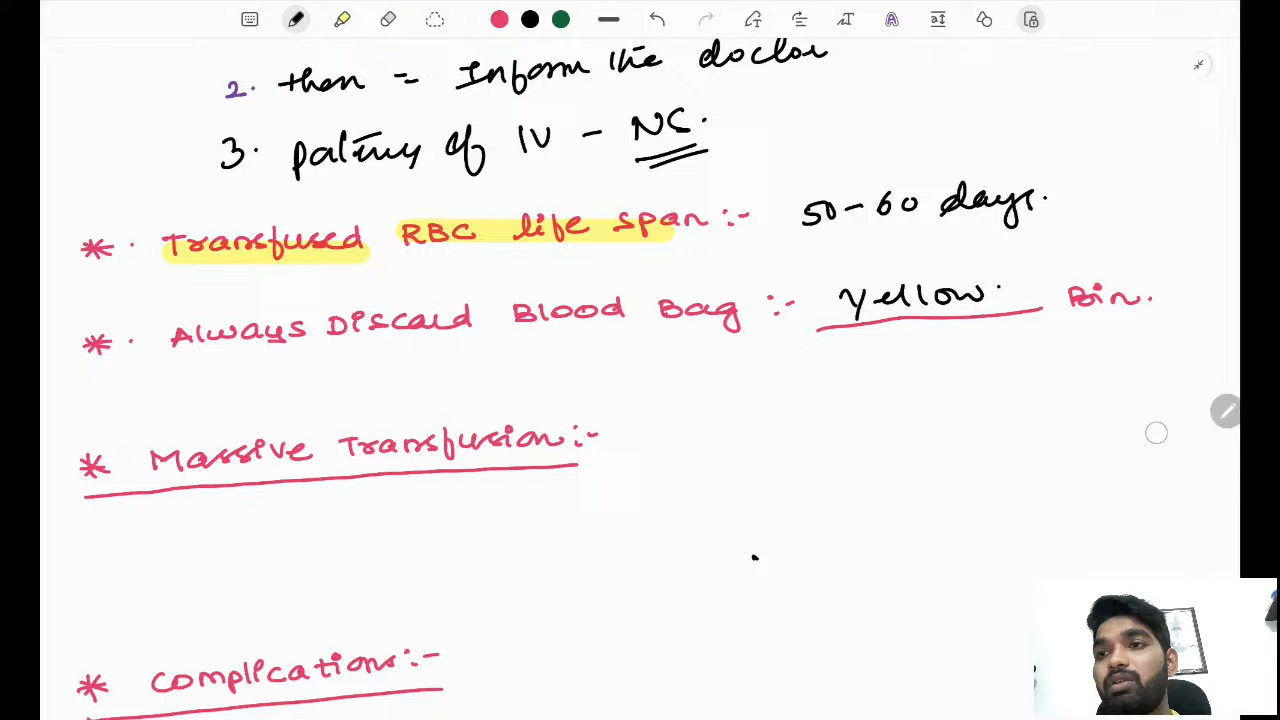 2. then = Inform the doctor
3. patency of IV - NS.
* . Transfused RBC life span :- 50-60 days.
* . Always Discard Blood Bag :- Yellow. Bin.
* Massive Transfusion :-
* Complications :-